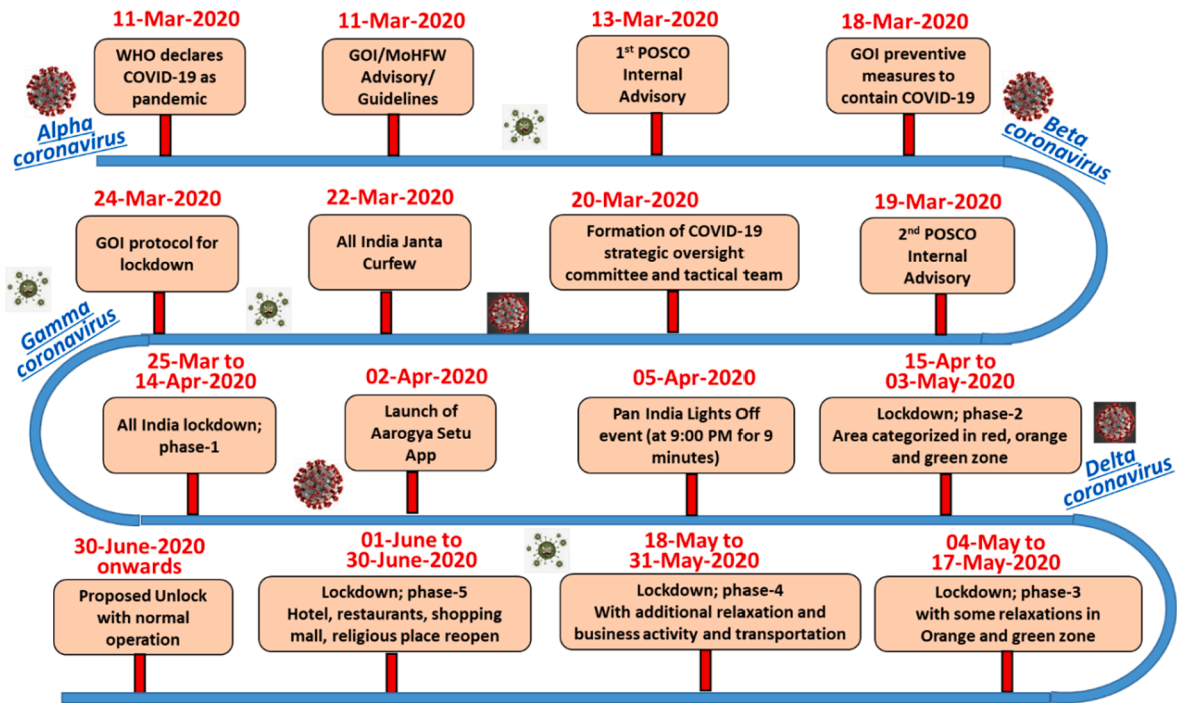 11-Mar-2020
WHO declares
COVID-19 as
pandemic
11-Mar-2020
GOI/MoHFW
Advisory/
Guidelines
13-Mar-2020
1st POSCO
Internal
Advisory
18-Mar-2020
GOI preventive
measures to
contain COVID-19
Alpha
coronavirus
Beta
coronavirus
24-Mar-2020
GOI protocol for
lockdown
22-Mar-2020
All India Janta
Curfew
20-Mar-2020
Formation of COVID-19
strategic oversight
committee and tactical team
19-Mar-2020
2nd POSCO
Internal
Advisory
Gamma
coronavirus
25-Mar to
14-Apr-2020
All India lockdown;
phase-1
02-Apr-2020
Launch of
Aarogya Setu
App
05-Apr-2020
Pan India Lights Off
event (at 9:00 PM for 9
minutes)
15-Apr to
03-May-2020
Lockdown; phase-2
Area categorized in red, orange
and green zone
Delta
coronavirus
30-June-2020
onwards
Proposed Unlock
with normal
operation
01-June to
30-June-2020
Lockdown; phase-5
Hotel, restaurants, shopping
mall, religious place reopen
18-May to
31-May-2020
Lockdown; phase-4
With additional relaxation and
business activity and transportation
04-May to
17-May-2020
Lockdown; phase-3
with some relaxations in
Orange and green zone